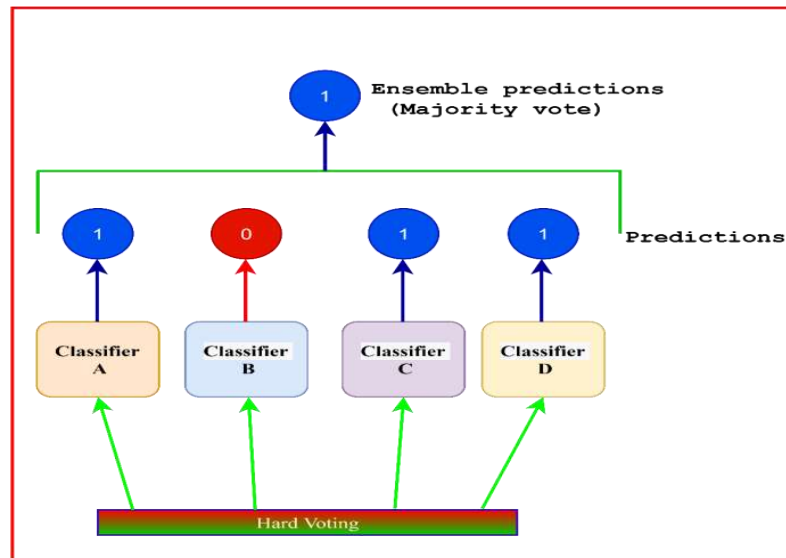 1
Ensemble predictions
(Majority vote)
1
0
1
1
Predictions
Classifier
A
Classifier
B
Classifier
C
Classifier
D
Hard Voting